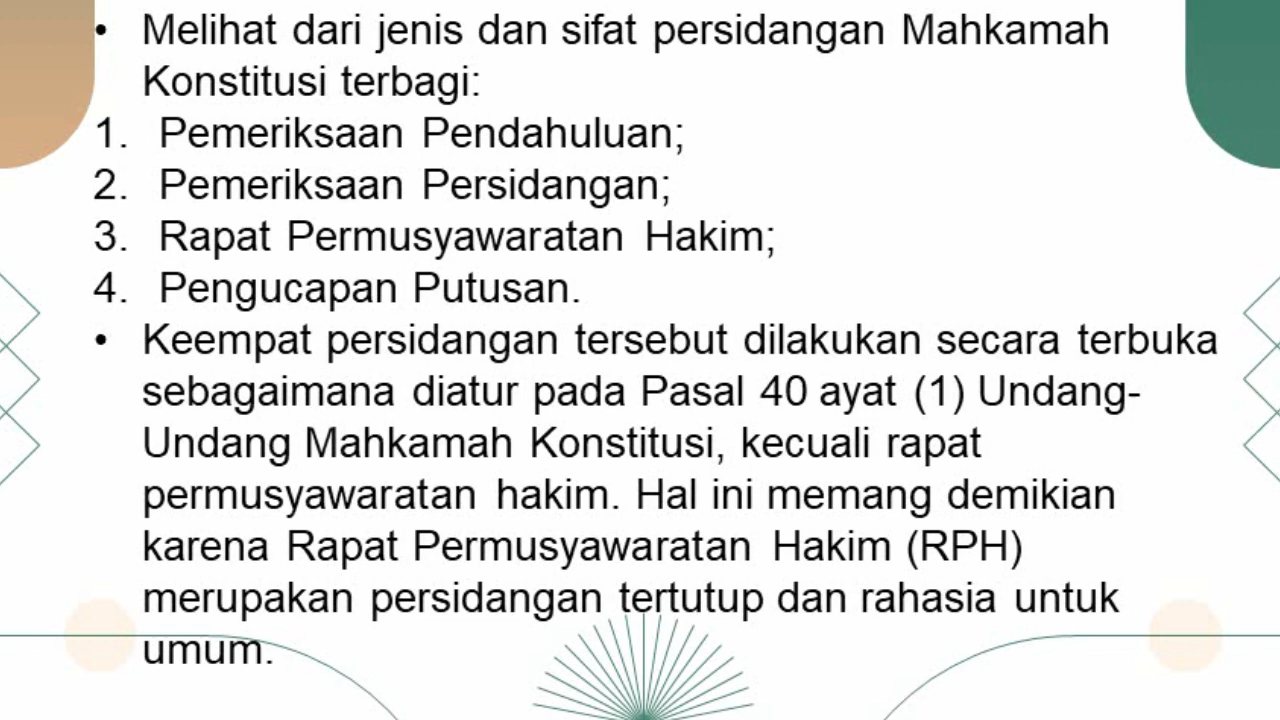 • Melihat dari jenis dan sifat persidangan Mahkamah
Konstitusi terbagi:
1. Pemeriksaan Pendahuluan;
2. Pemeriksaan Persidangan;
3. Rapat Permusyawaratan Hakim;
4. Pengucapan Putusan.
• Keempat persidangan tersebut dilakukan secara terbuka
sebagaimana diatur pada Pasal 40 ayat (1) Undang-
Undang Mahkamah Konstitusi, kecuali rapat
permusyawaratan hakim. Hal ini memang demikian
karena Rapat Permusyawaratan Hakim (RPH)
merupakan persidangan tertutup dan rahasia untuk
umum.